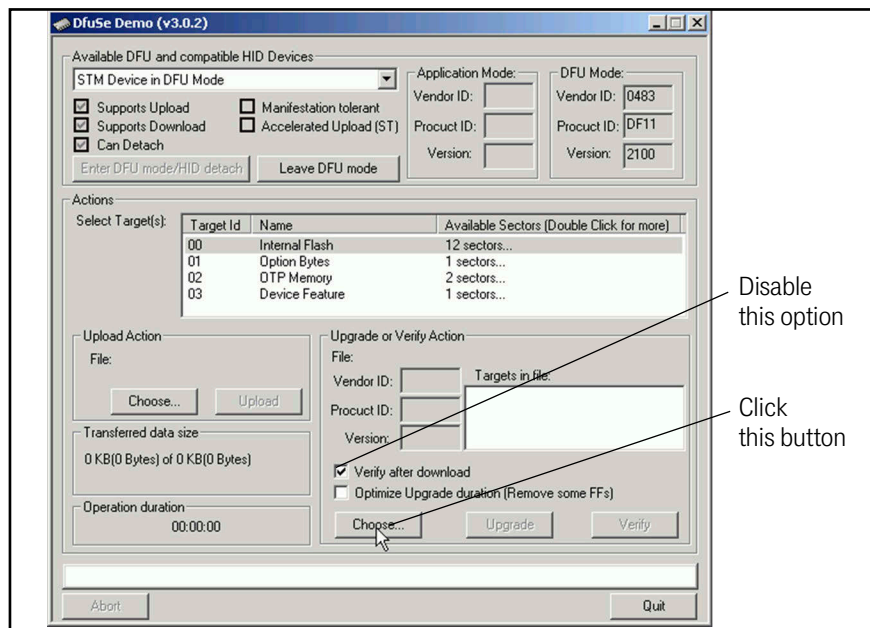 DfuSe Demo (v3.0.2)
Available DFU and compatible HID Devices
STM Device in DFU Mode
Supports Upload
Manifestation tolerant
Supports Download
Accelerated Upload (ST)
Can Detach
Enter DFU mode/HID detach
Leave DFU mode
Application Mode:
Vendor ID:
Procuct ID:
Version:
DFU Mode:
Vendor ID: 0483
Procuct ID: DF11
Version: 2100
Actions
Select Target(s):
Target Id Name Available Sectors (Double Click for more)
00 Internal Flash 12 sectors...
01 Option Bytes 1 sectors...
02 OTP Memory 2 sectors...
03 Device Feature 1 sectors...
Upload Action
File:
Choose... Upload
Transferred data size
0 KB(0 Bytes) of 0 KB(0 Bytes)
Operation duration
00:00:00
Upgrade or Verify Action
File:
Vendor ID:
Procuct ID:
Version:
Targets in file:
Verify after download
Optimize Upgrade duration (Remove some FFs)
Choose... Upgrade Verify
Abort Quit
Disable
this option
Click
this button